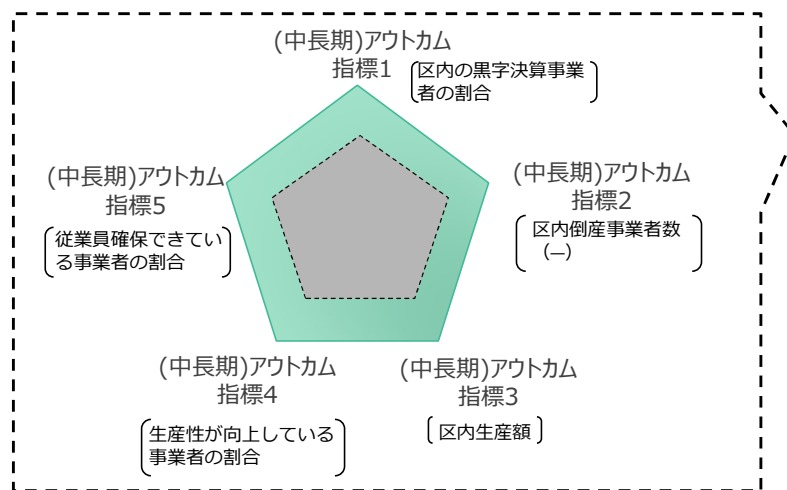 (中長期)アウトカム
指標1
区内の黒字決算事業
者の割合
(中長期)アウトカム
指標2
区内倒産事業者数
(―)
(中長期)アウトカム
指標3
区内生産額
(中長期)アウトカム
指標4
生産性が向上している
事業者の割合
(中長期)アウトカム
指標5
従業員確保できてい
る事業者の割合